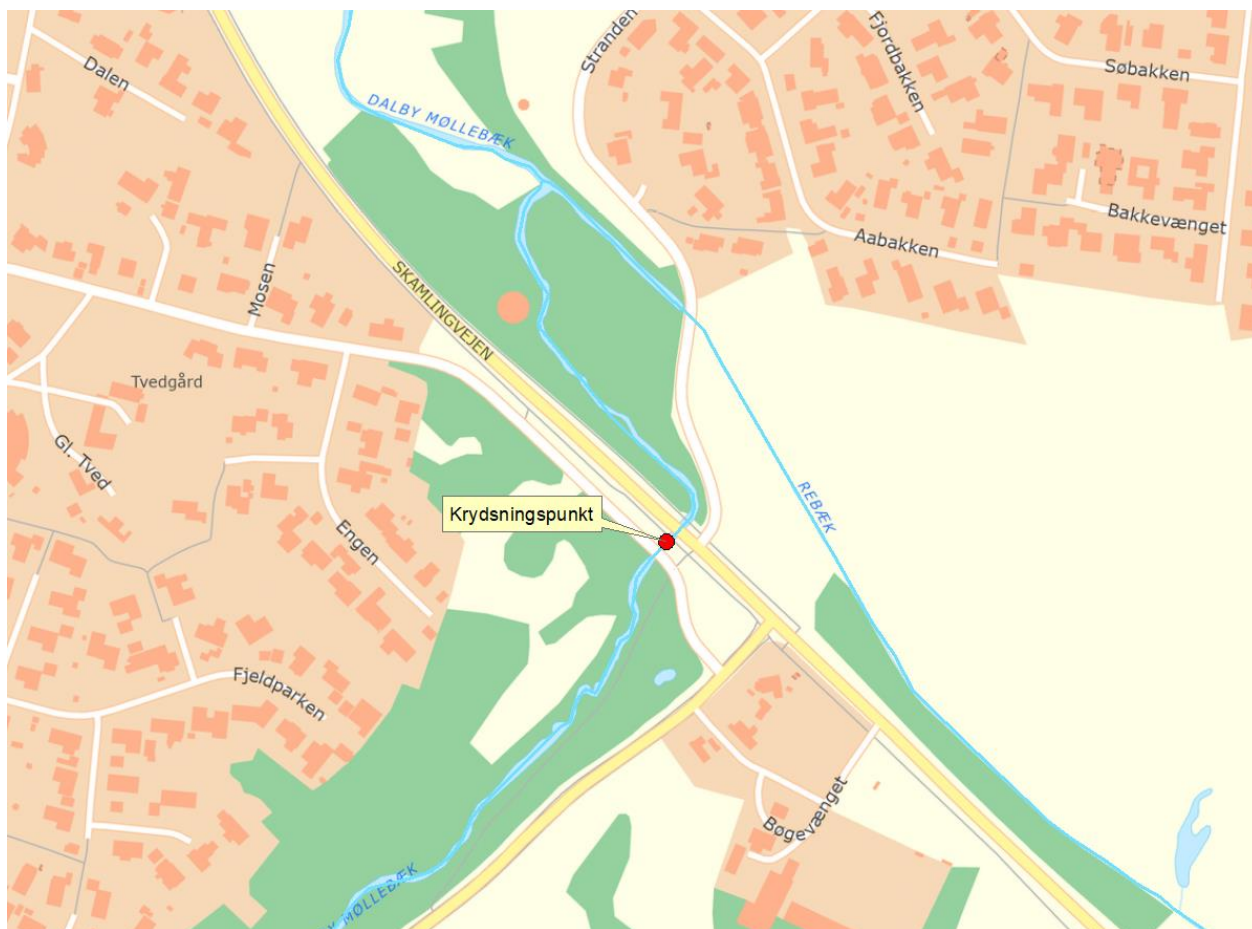 Stranden
Fjordbakken
Søbakken
Dalen
DALBY MØLLEBÆK
Bakkevænget
Aabakken
Mosen
SKAMLINGVEJEN
Tvedgård
Gl. Tved
Krydsningspunkt
REBÆK
Engen
Fjeldparken
Bøgevænget
MØLLEBÆK